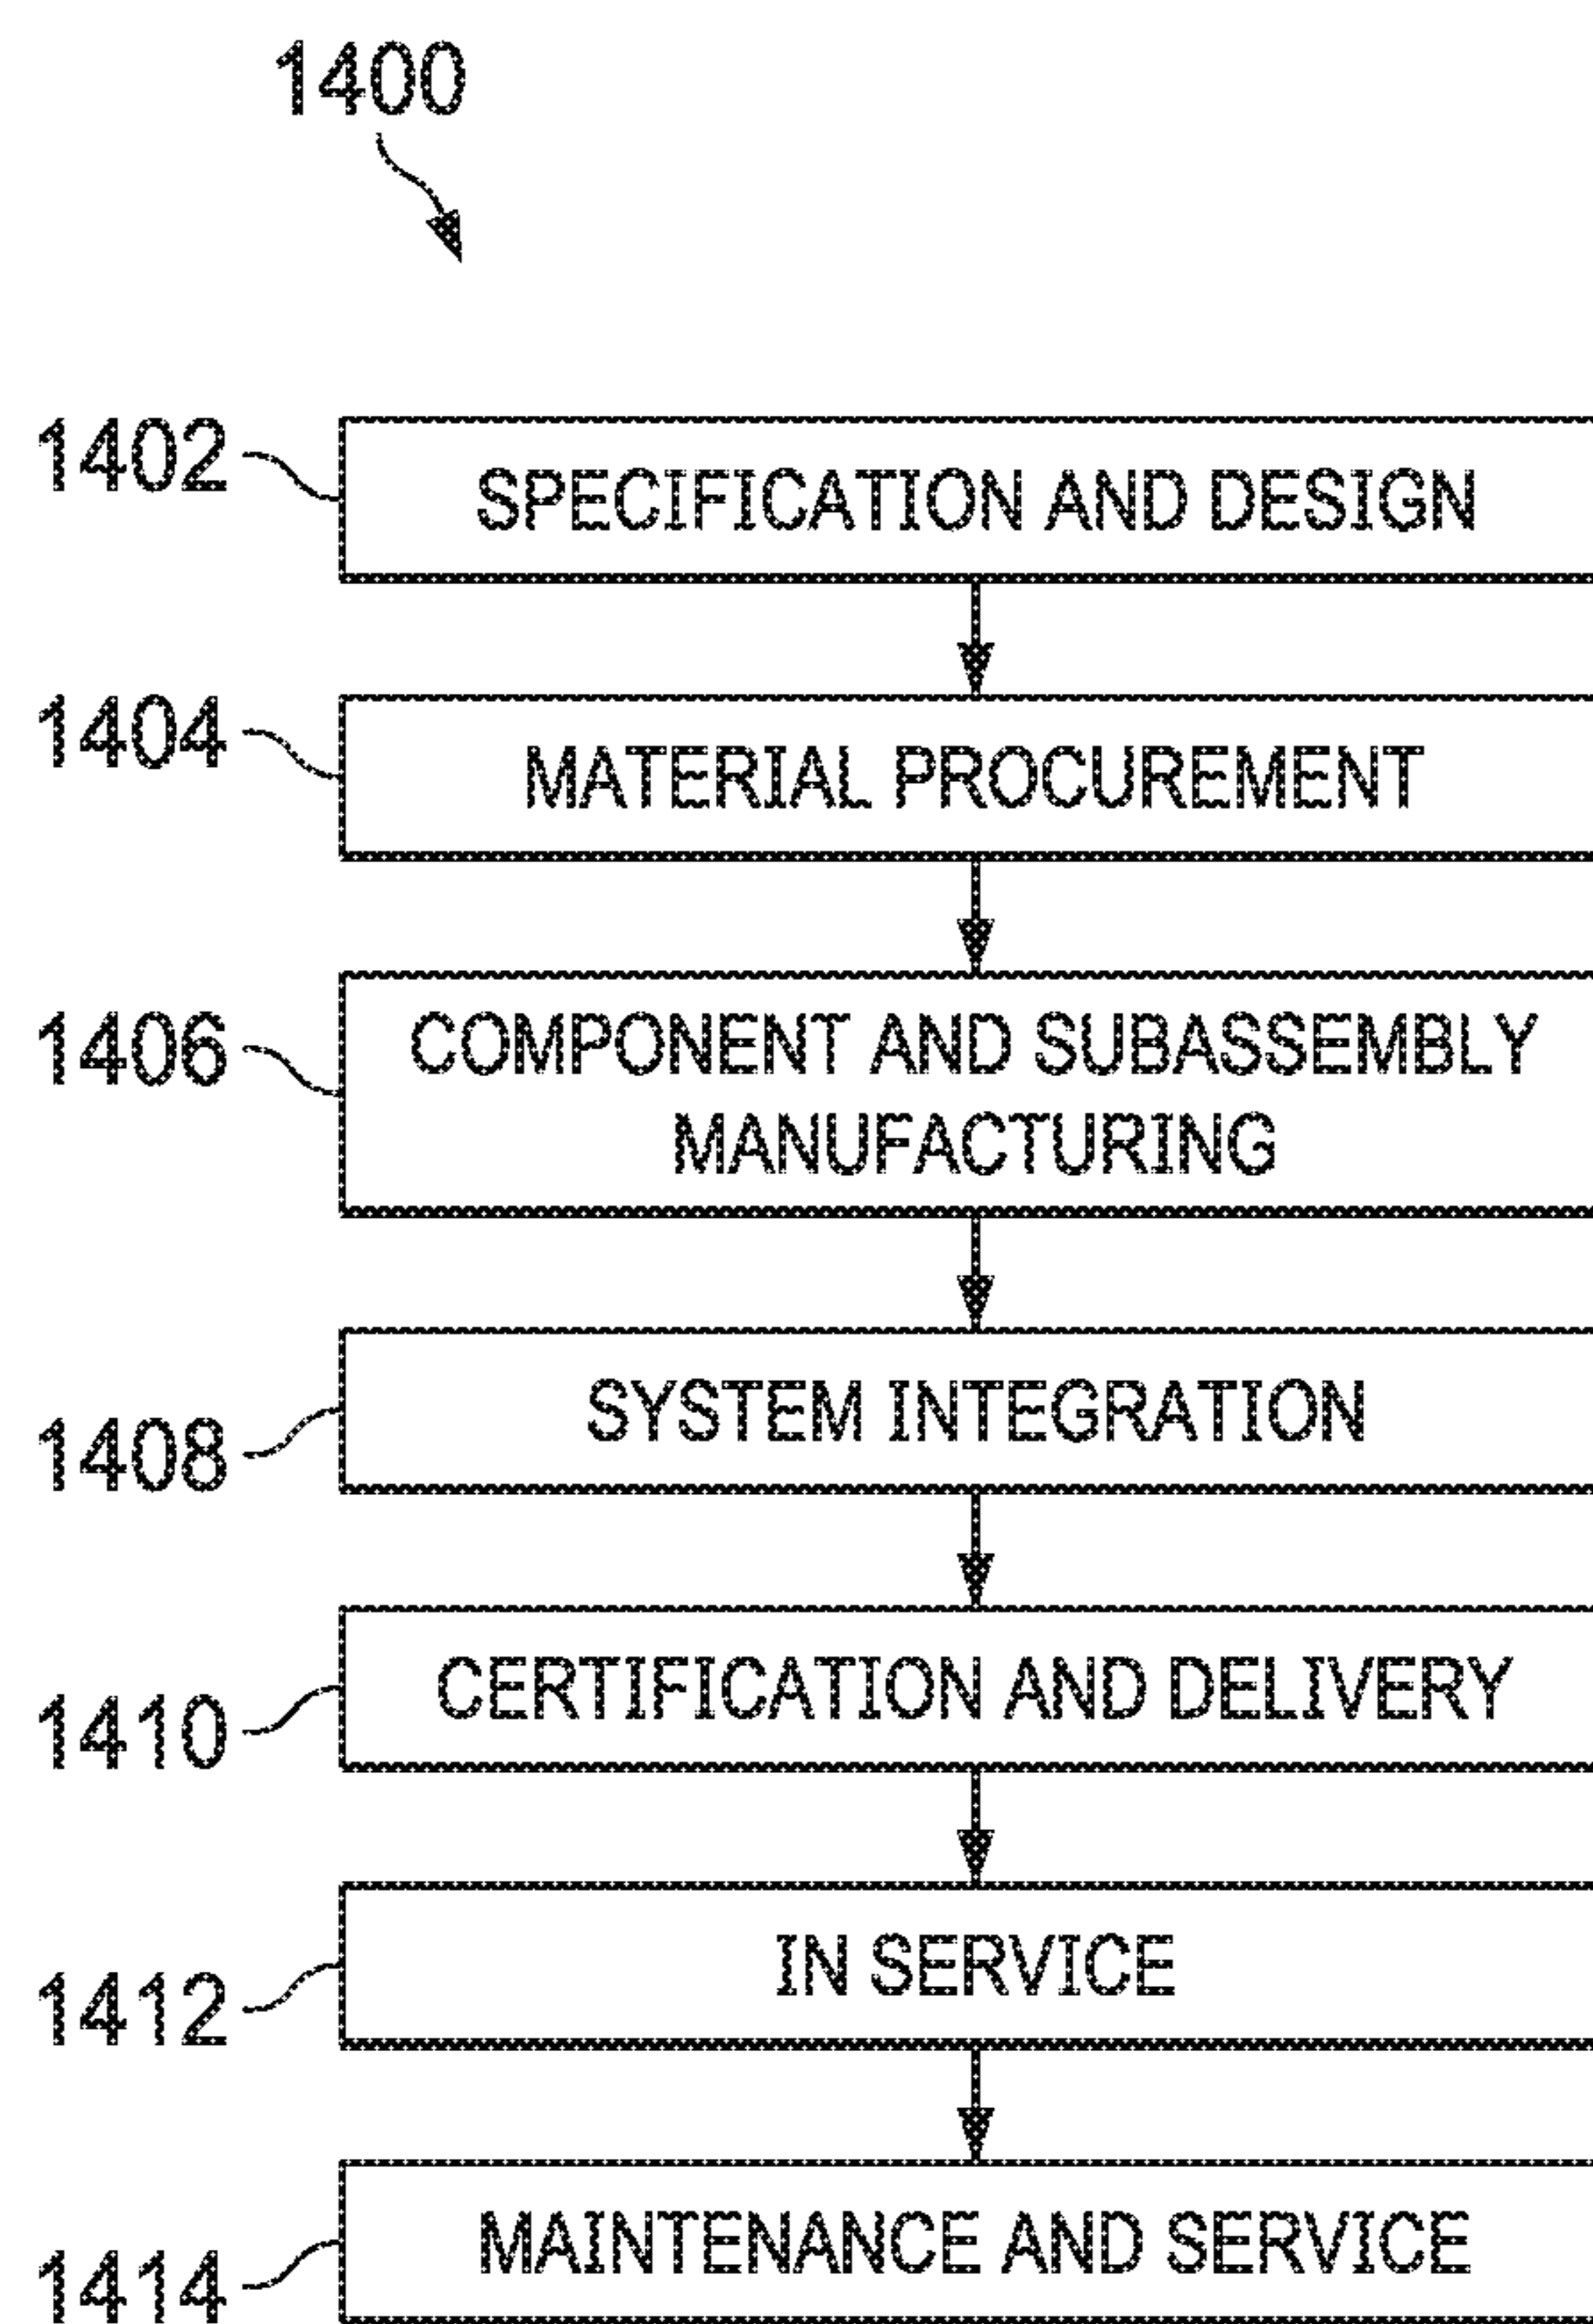 1400
1402 SPECIFICATION AND DESIGN
1404 MATERIAL PROCUREMENT
1406 COMPONENT AND SUBASSEMBLY
MANUFACTURING
1408 SYSTEM INTEGRATION
1410 CERTIFICATION AND DELIVERY
1412 IN SERVICE
1414 MAINTENANCE AND SERVICE